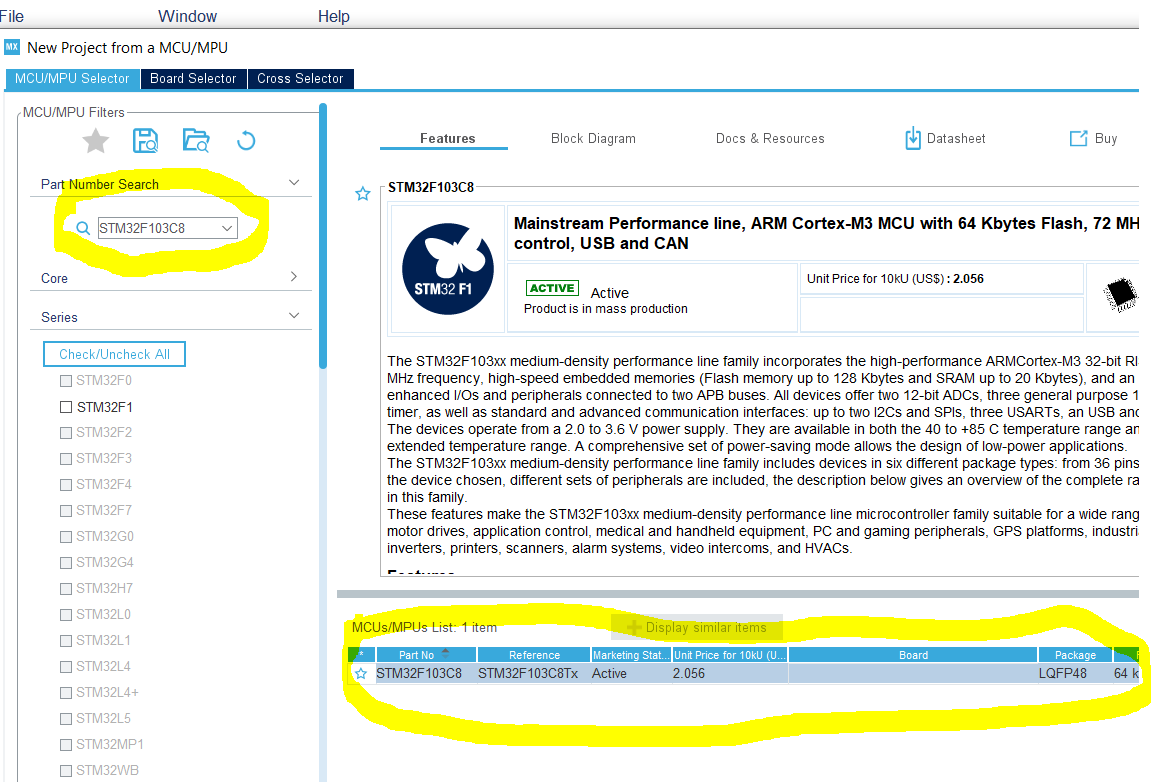 File Window Help
MX New Project from a MCU/MPU
MCU/MPU Selector Board Selector Cross Selector
MCU/MPU Filters
Part Number Search
STM32F103C8
Core
Series
Check/Uncheck All
STM32F0
STM32F1
STM32F2
STM32F3
STM32F4
STM32F7
STM32G0
STM32G4
STM32H7
STM32L0
STM32L1
STM32L4
STM32L4+
STM32L5
STM32MP1
STM32WB
Features Block Diagram Docs & Resources Datasheet Buy
STM32F103C8
STM32 F1
Mainstream Performance line, ARM Cortex-M3 MCU with 64 Kbytes Flash, 72 MH
control, USB and CAN
ACTIVE Active
Product is in mass production
Unit Price for 10kU (US$) : 2.056
The STM32F103xx medium-density performance line family incorporates the high-performance ARMCortex-M3 32-bit RI
MHz frequency, high-speed embedded memories (Flash memory up to 128 Kbytes and SRAM up to 20 Kbytes), and an
enhanced I/Os and peripherals connected to two APB buses. All devices offer two 12-bit ADCs, three general purpose 1
timer, as well as standard and advanced communication interfaces: up to two I2Cs and SPIs, three USARTs, an USB and
The devices operate from a 2.0 to 3.6 V power supply. They are available in both the 40 to +85 C temperature range an
extended temperature range. A comprehensive set of power-saving mode allows the design of low-power applications.
The STM32F103xx medium-density performance line family includes devices in six different package types: from 36 pins
the device chosen, different sets of peripherals are included, the description below gives an overview of the complete ra
in this family.
These features make the STM32F103xx medium-density performance line microcontroller family suitable for a wide rang
motor drives, application control, medical and handheld equipment, PC and gaming peripherals, GPS platforms, industri
inverters, printers, scanners, alarm systems, video intercoms, and HVACs.
Features
MCUs/MPUs List: 1 item + Display similar items
* Part No Reference Marketing Stat... Unit Price for 10kU (U... Board Package
STM32F103C8 STM32F103C8Tx Active 2.056 LQFP48 64 k